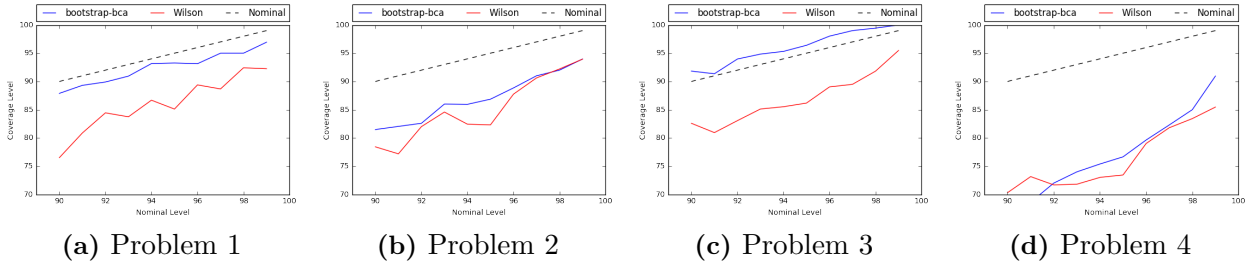 bootstrap-bca Wilson Nominal
100
95
90
85
80
75
70
Coverage Level
90 92 94 96 98 100
Nominal Level
(a) Problem 1
bootstrap-bca Wilson Nominal
100
95
90
85
80
75
70
Coverage Level
90 92 94 96 98 100
Nominal Level
(b) Problem 2
bootstrap-bca Wilson Nominal
100
95
90
85
80
75
70
Coverage Level
90 92 94 96 98 100
Nominal Level
(c) Problem 3
bootstrap-bca Wilson Nominal
100
95
90
85
80
75
70
Coverage Level
90 92 94 96 98 100
Nominal Level
(d) Problem 4